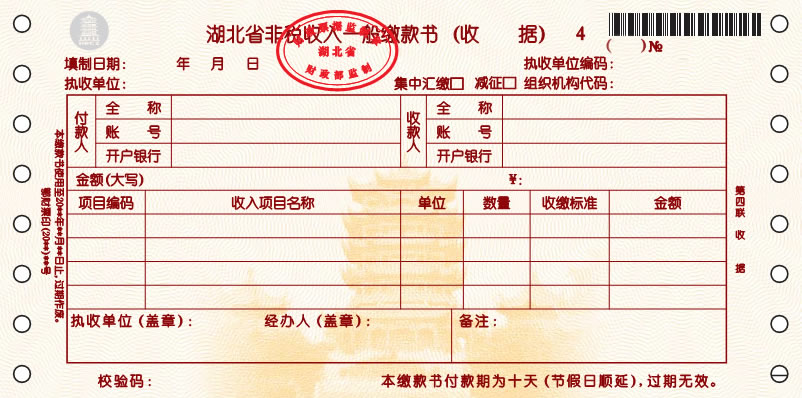 湖北省非税收入一般缴款书（收　据） 4
(　　)№
财政票据监制章
湖北省
财政部监制
填制日期： 年 月 日 执收单位编码：
执收单位： 集中汇缴□ 减征□ 组织机构代码：
付款人 全 称 收款人 全 称
账 号 账 号
开户银行 开户银行
金额(大写) ¥：
项目编码 收入项目名称 单位 数量 收缴标准 金额
执收单位（盖章）： 经办人（盖章）： 备注：
校验码： 本缴款书付款期为十天（节假日顺延），过期无效。
本缴款书使用至20**年**月**日止，过期作废。
鄂财票印(20**)**号
第四联 收 据